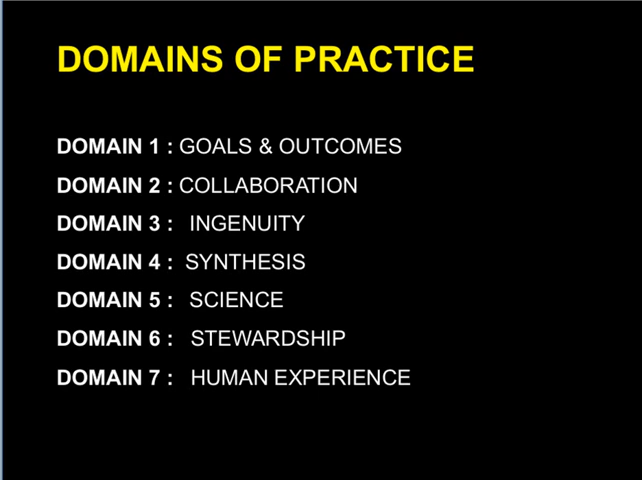 DOMAINS OF PRACTICE
DOMAIN 1 : GOALS & OUTCOMES
DOMAIN 2 : COLLABORATION
DOMAIN 3 : INGENUITY
DOMAIN 4 : SYNTHESIS
DOMAIN 5 : SCIENCE
DOMAIN 6 : STEWARDSHIP
DOMAIN 7 : HUMAN EXPERIENCE